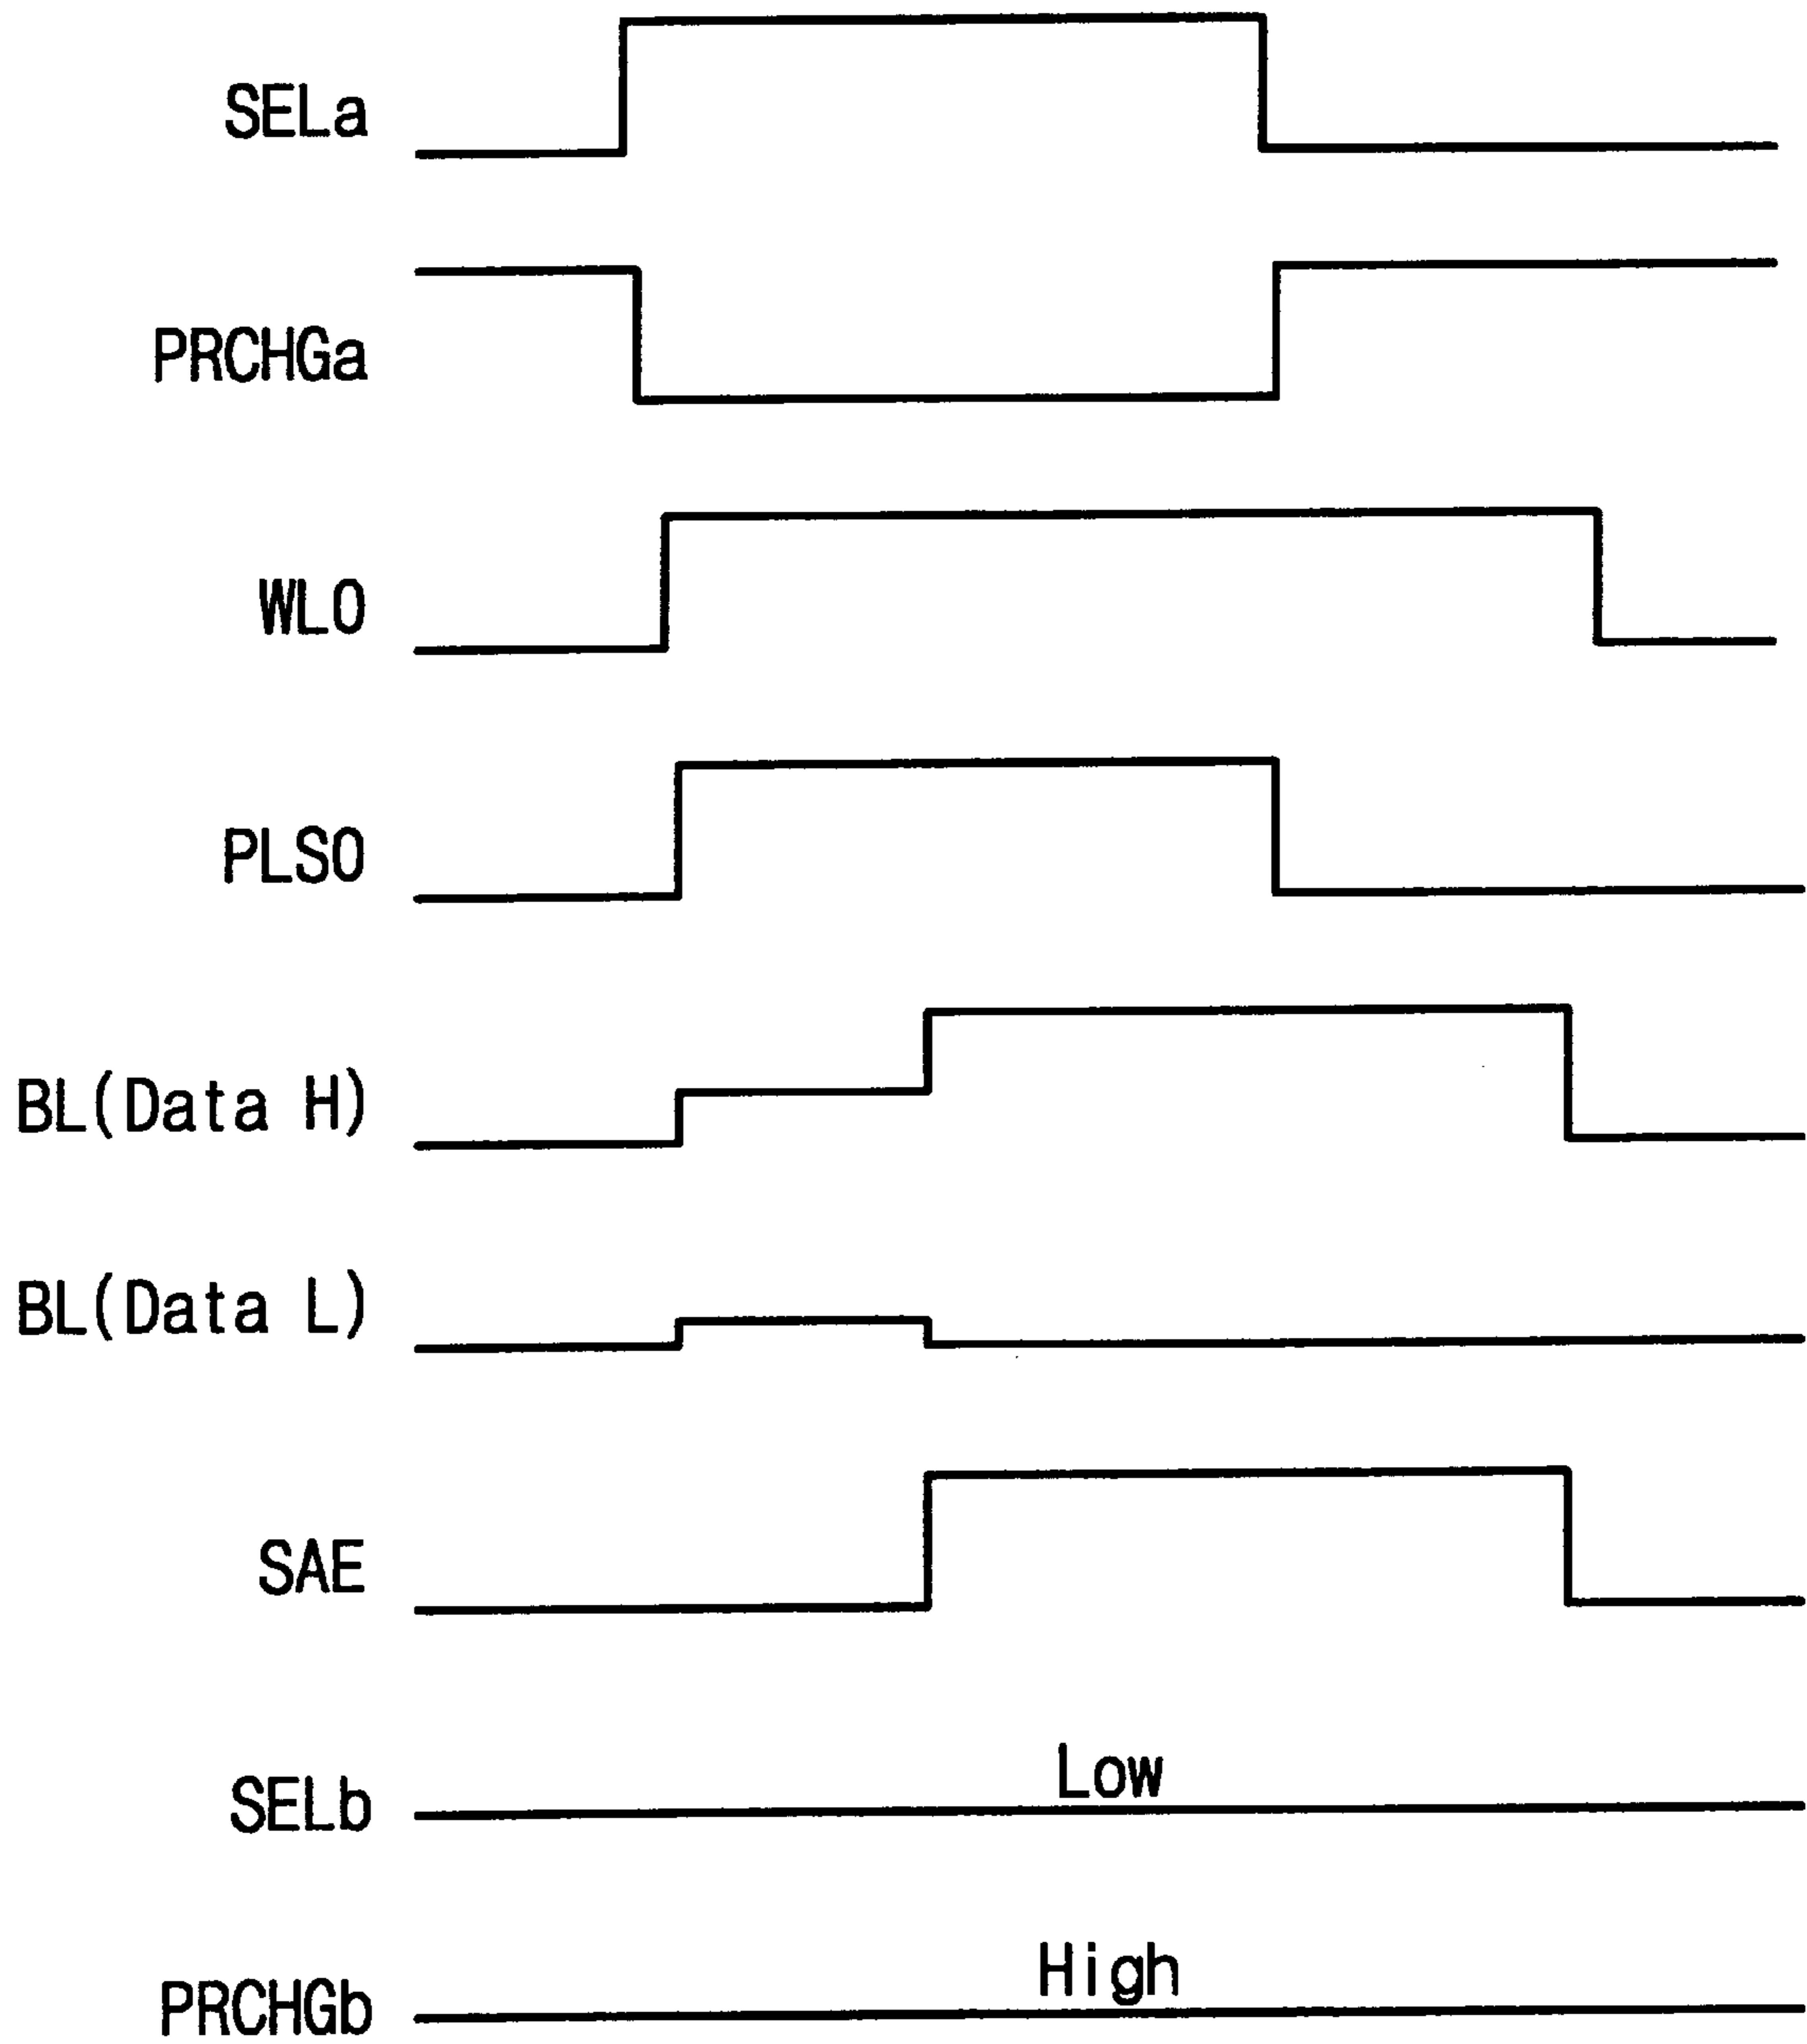 SELa
PRCHGa
WL0
PLS0
BL(Data H)
BL(Data L)
SAE
Low
SELb
High
PRCHGb